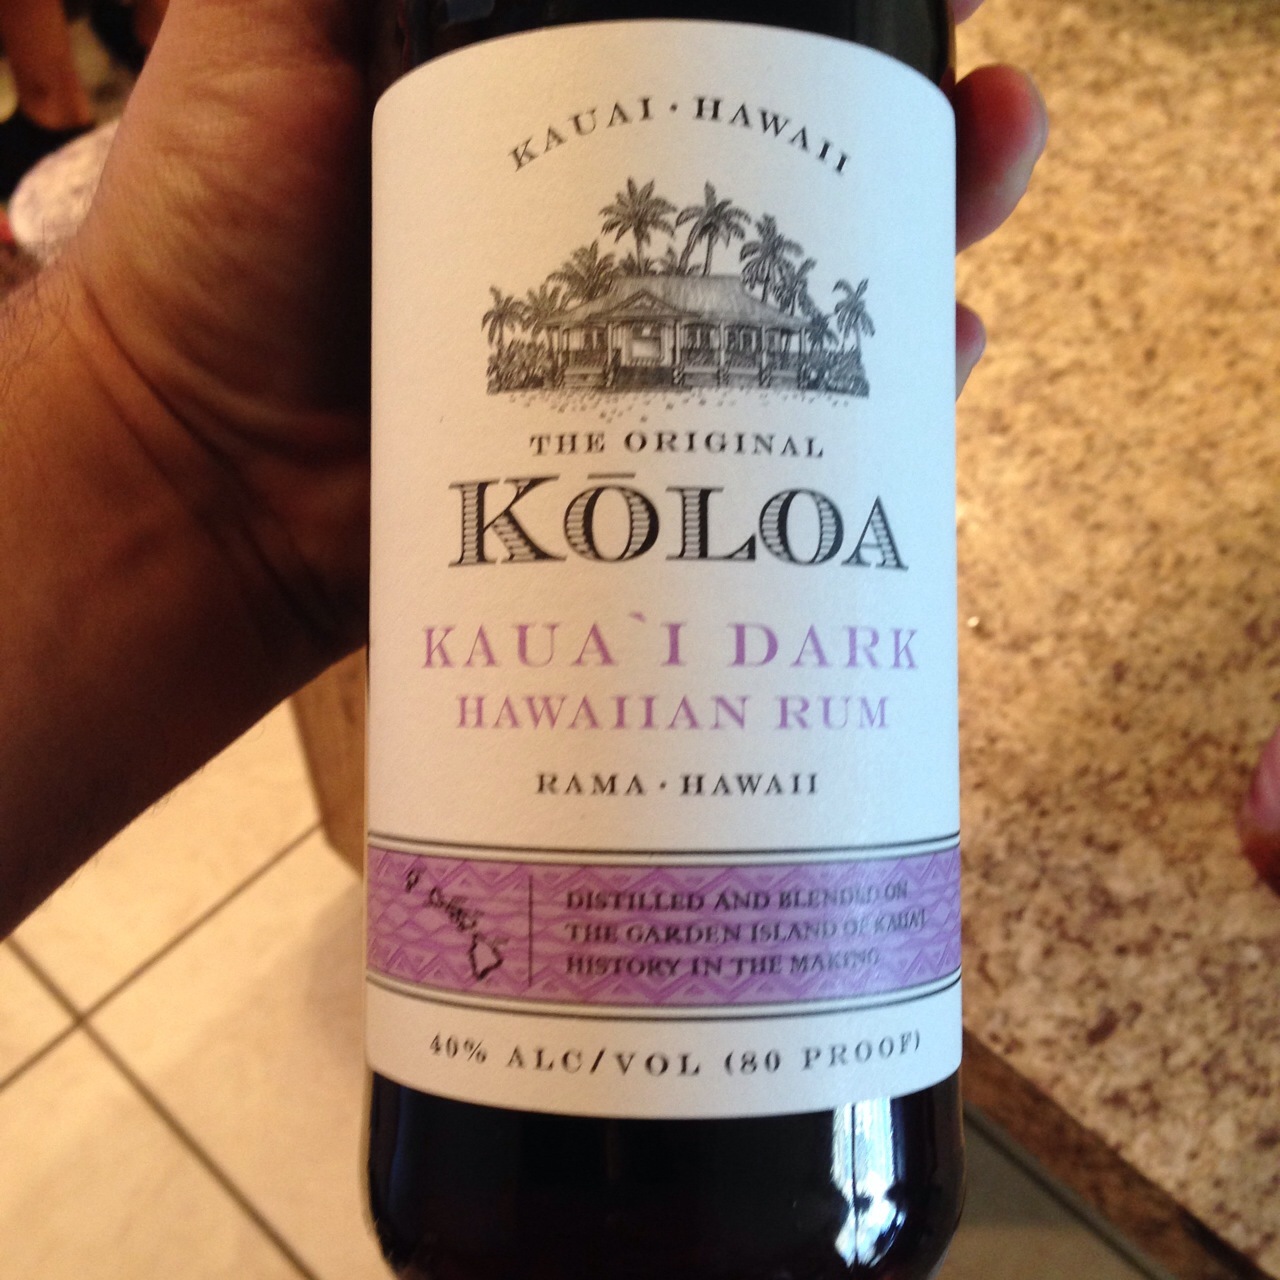 KAUAI · HAWAII
THE ORIGINAL
KŌLOA
KAUA`I DARK
HAWAIIAN RUM
RAMA · HAWAII
DISTILLED AND BLENDED ON
THE GARDEN ISLAND OF KAUA'I.
HISTORY IN THE MAKING.
40% ALC/VOL (80 PROOF)